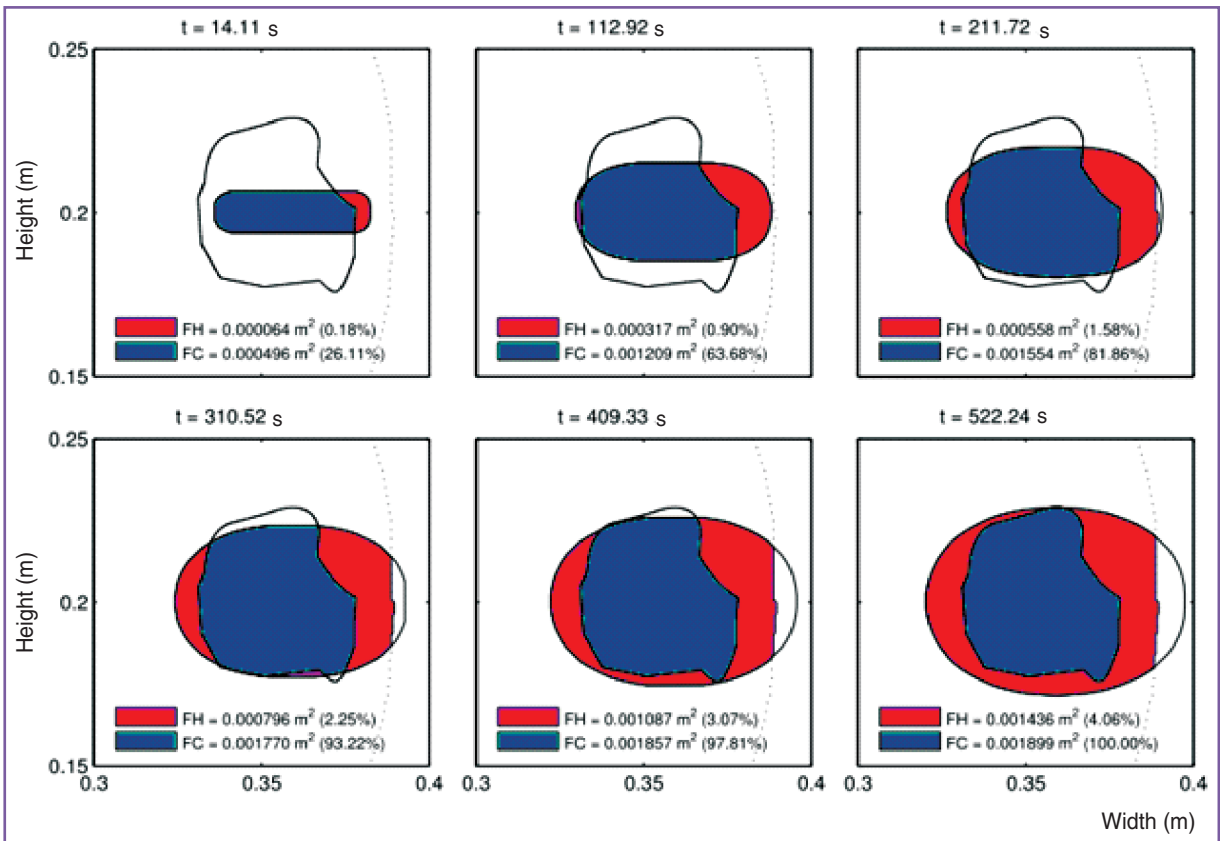 t = 14.11 s
t = 112.92 s
t = 211.72 s
0.25
0.2
0.15
Height (m)
FH = 0.000064 m² (0.18%)
FC = 0.000496 m² (26.11%)
FH = 0.000317 m² (0.90%)
FC = 0.001209 m² (63.68%)
FH = 0.000558 m² (1.58%)
FC = 0.001554 m² (81.86%)
t = 310.52 s
t = 409.33 s
t = 522.24 s
0.25
0.2
0.15
Height (m)
FH = 0.000796 m² (2.25%)
FC = 0.001770 m² (93.22%)
FH = 0.001087 m² (3.07%)
FC = 0.001857 m² (97.81%)
FH = 0.001436 m² (4.06%)
FC = 0.001899 m² (100.00%)
0.3 0.35 0.4
0.3 0.35 0.4
0.3 0.35 0.4
Width (m)